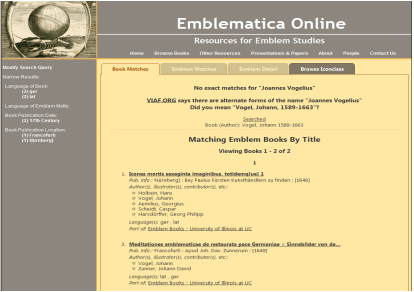 Emblematica Online
Resources for Emblem Studies
Home Browse Books Other Resources Presentations & Papers About People Contact Us
Modify Search Query
Narrow Results:
Language of Book:
(2) ger
(2) lat
Language of Emblem Motto:
Book Publication Date:
(2) 17th Century
Book Publication Location:
(1) Francofurti
(1) Nürnberg]
Book Matches Emblem Matches Emblem Detail Browse Iconclass
No exact matches for "Joannes Vogelius"
VIAF.ORG says there are alternate forms of the name "Joannes Vogelius"
Did you mean "Vogel, Johann, 1589-1663"?
Searched
Book (Author): Vogel, Johann 1589-1663
Matching Emblem Books By Title
Viewing Books 1 - 2 of 2
1
1. Icones mortis sexaginta imaginibus, totidemq[ue] 1
Pub. info : Nürnberg] : Bey Paulus Fürsten Kunsthändlern zu finden : [1648]
Author(s), illustrator(s), contributor(s), etc.:
Holbein, Hans
Vogel, Johann
Aemilius, Georgius
Scheidt, Caspar
Harsdörffer, Georg Philipp
Language(s): ger , lat
Part of: Emblem Books - University of Illinois at UC
2. Meditationes emblematicae de restaurata pace Germaniae = Sinnebilder von de...
Pub. info : Francofurti : Apud Joh. Dav. Zunnerum : [1649]
Author(s), illustrator(s), contributor(s), etc.:
Vogel, Johann
Zunner, Johann David
Language(s): lat , ger
Part of: Emblem Books - University of Illinois at UC